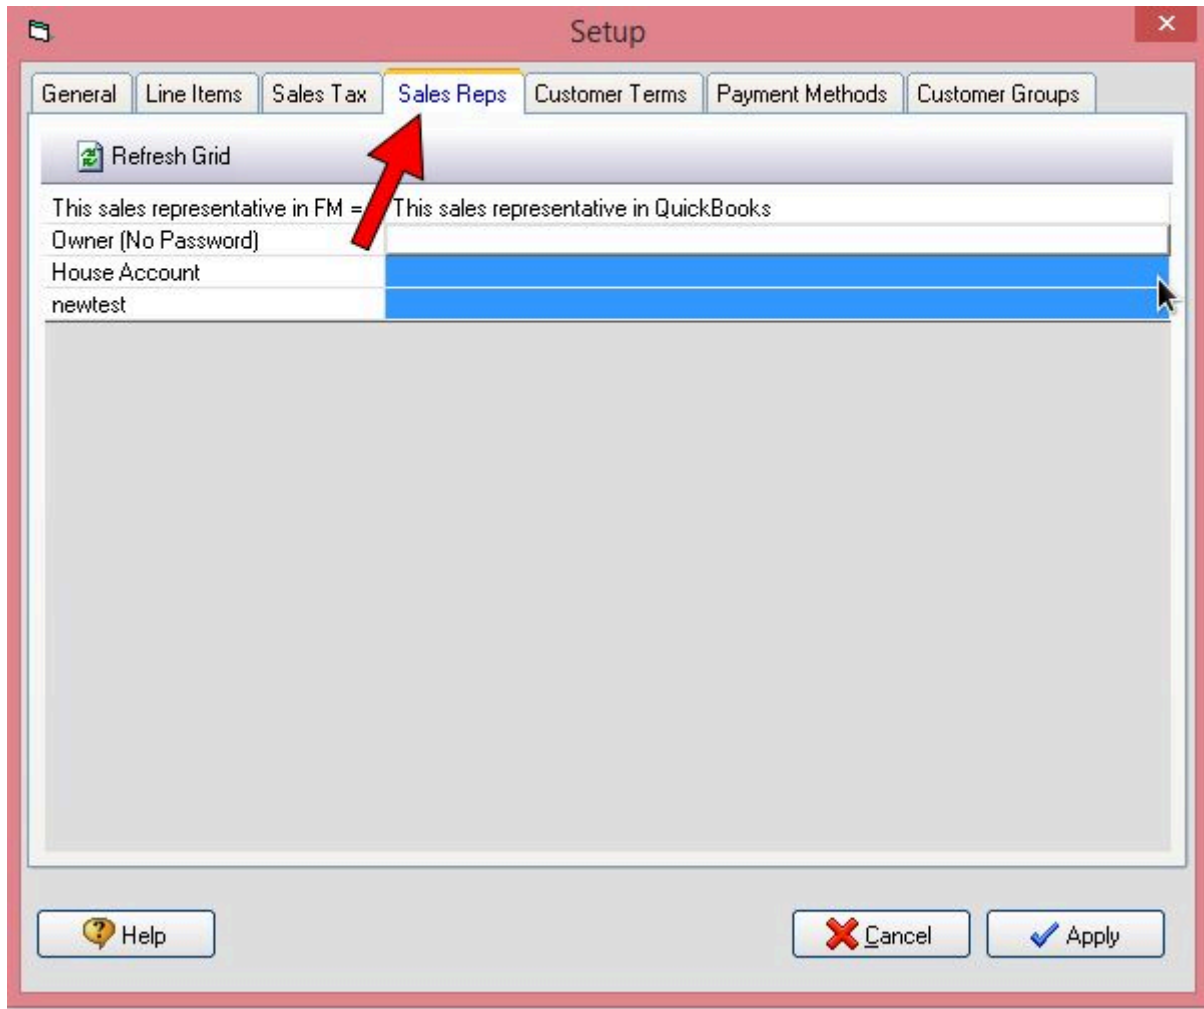 Setup
General Line Items Sales Tax Sales Reps Customer Terms Payment Methods Customer Groups
Refresh Grid
This sales representative in FM = This sales representative in QuickBooks
Owner (No Password)
House Account
newtest
Help Cancel Apply